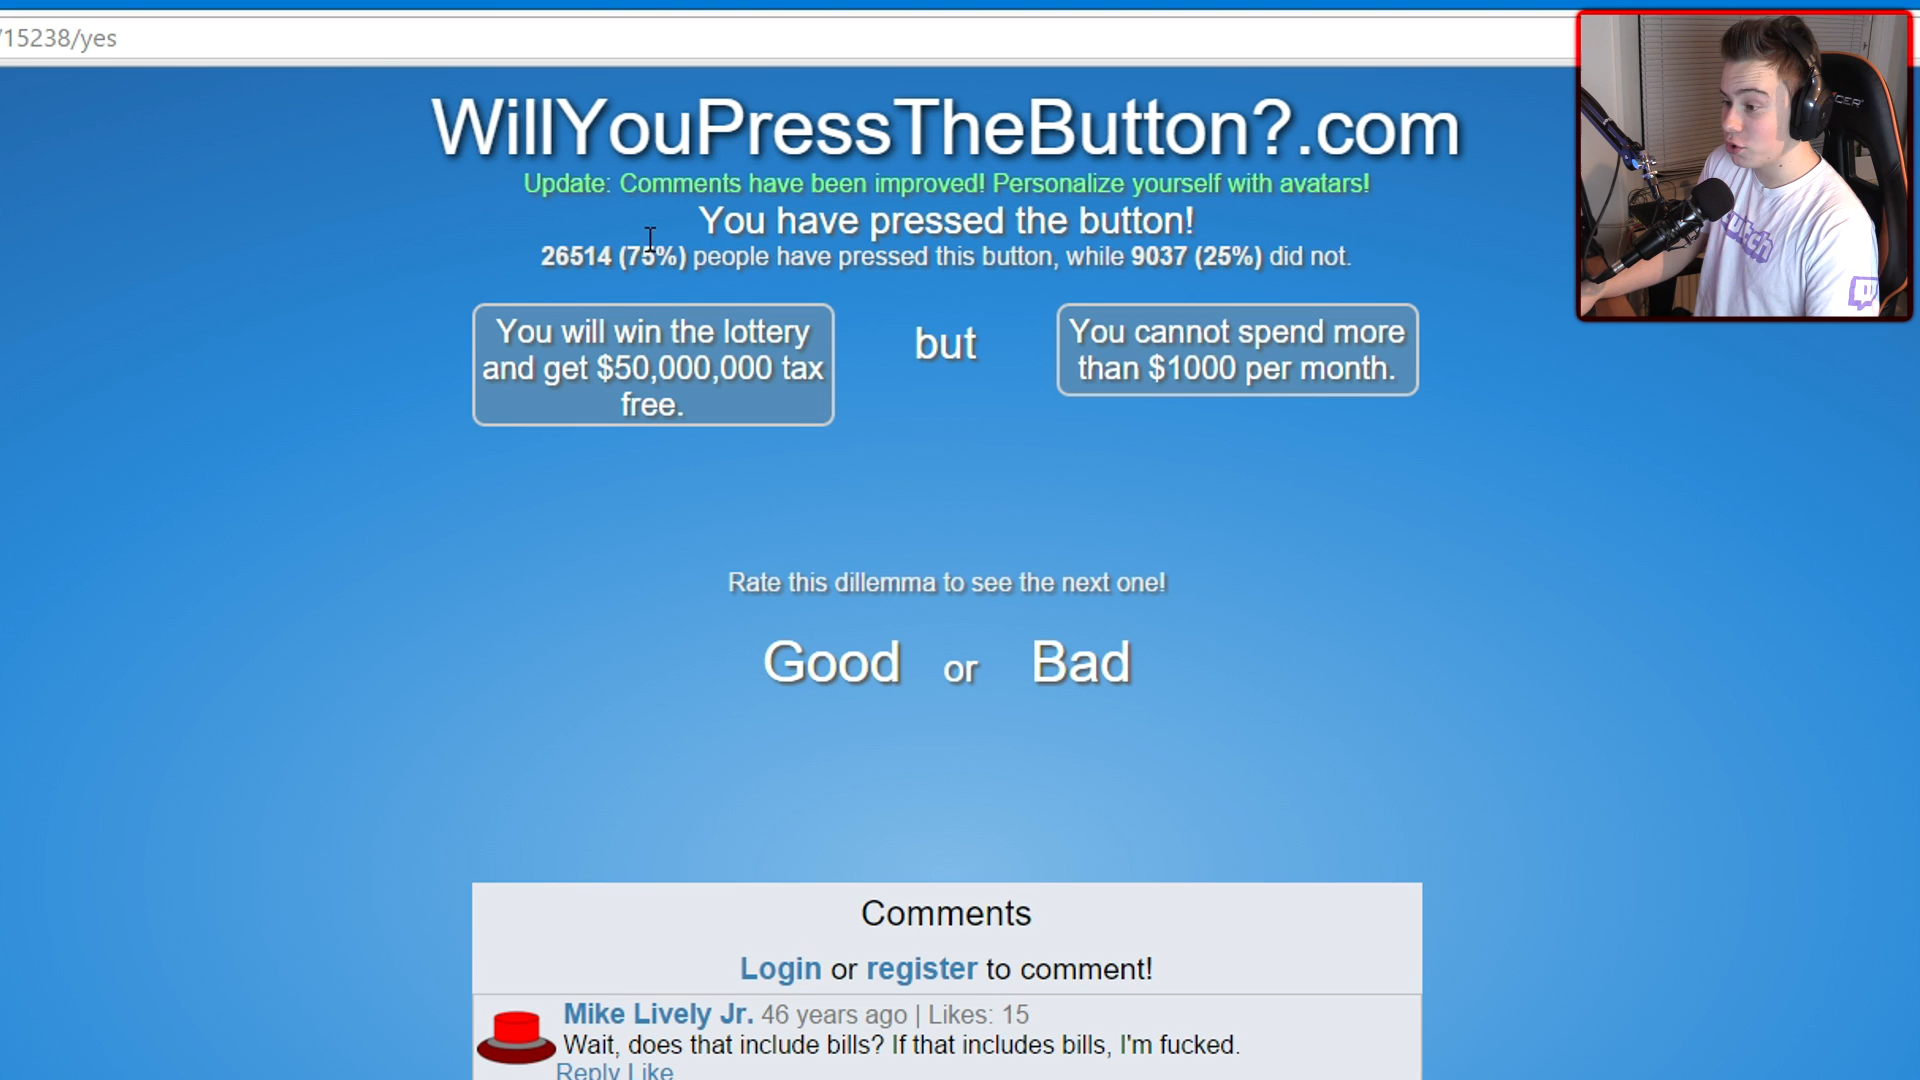 /15238/yes
WillYouPressTheButton?.com
Update: Comments have been improved! Personalize yourself with avatars!
You have pressed the button!
26514 (75%) people have pressed this button, while 9037 (25%) did not.
You will win the lottery
and get $50,000,000 tax
free.
but
You cannot spend more
than $1000 per month.
Rate this dillemma to see the next one!
Good or Bad
Comments
Login or register to comment!
Mike Lively Jr. 46 years ago | Likes: 15
Wait, does that include bills? If that includes bills, I'm fucked.
Reply Like